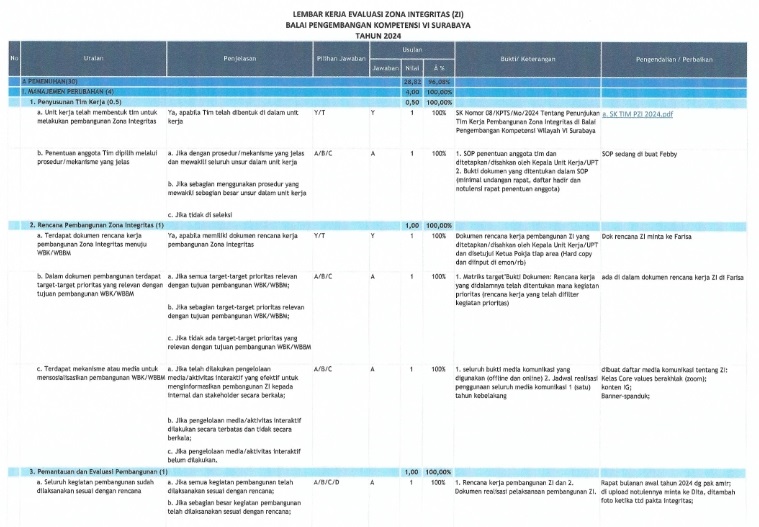 LEMBAR KERJA EVALUASI ZONA INTEGRITAS (ZI)
BALAI PENGEMBANGAN KOMPETENSI VI SURABAYA
TAHUN 2024
No Uraian Penjelasan Pilihan Jawaban Usulan Bukti/ Keterangan Pengendalian / Perbaikan
Jawaban Nilai %
A PEMENUHAN(30) 28,82 96,08%
I. MANAJEMEN PERUBAHAN (4) 4,00 100,00%
1. Penyusunan Tim Kerja (0.5) 0,50 100,00%
a. Unit kerja telah membentuk tim untuk
melakukan pembangunan Zona Integritas
Ya, apabila Tim telah dibentuk di dalam unit
kerja
Y/T Y 1 100%
SK Nomor 08/KPTS/Mo/2024 Tentang Penunjukan
Tim Kerja Pembangunan Zona Integritas di Balai
Pengembangan Kompetensi Wilayah VI Surabaya
a. SK TIM PZI 2024.pdf
b. Penentuan anggota Tim dipilih melalui
prosedur/mekanisme yang jelas
a. Jika dengan prosedur/mekanisme yang jelas
dan mewakili seluruh unsur dalam unit kerja
b. Jika sebagian menggunakan prosedur yang
mewakili sebagian besar unsur dalam unit kerja
c. Jika tidak di seleksi
A/B/C A 1 100%
1. SOP penentuan anggota tim dan
ditetapkan/disahkan oleh Kepala Unit Kerja/UPT
2. Bukti dokumen yang ditentukan dalam SOP
(minimal undangan rapat, daftar hadir dan
notulensi rapat penentuan anggota)
SOP sedang di buat Febby
2. Rencana Pembangunan Zona Integritas (1) 1,00 100,00%
a. Terdapat dokumen rencana kerja
pembangunan Zona Integritas menuju
WBK/WBBM
Ya, apabila memiliki dokumen rencana kerja
pembangunan Zona Integritas
Y/T Y 1 100%
Dokumen rencana kerja pembangunan ZI yang
ditetapkan/disahkan oleh Kepala Unit Kerja/UPT
dan disetujui Ketua Pokja tiap area (Hard copy
dan diinput di emon/rb)
Dok rencana ZI minta ke Farisa
b. Dalam dokumen pembangunan terdapat
target-target prioritas yang relevan dengan
tujuan pembangunan WBK/WBBM
a. Jika semua target-target prioritas relevan
dengan tujuan pembangunan WBK/WBBM;
b. Jika sebagian target-target prioritas relevan
dengan tujuan pembangunan WBK/WBBM;
c. Jika tidak ada target-target prioritas yang
relevan dengan tujuan pembangunan WBK/WBBM
A/B/C A 1 100%
1. Matriks target"Bukti Dokumen: Rencana kerja
yang didalamnya telah ditentukan mana kegiatan
prioritas (rencana kerja yang telah difilter
kegiatan prioritas)
ada di dalam dokumen rencana kerja ZI di Farisa
c. Terdapat mekanisme atau media untuk
mensosialisasikan pembangunan WBK/WBBM
a. Jika telah dilakukan pengelolaan
media/aktivitas interaktif yang efektif untuk
menginformasikan pembangunan ZI kepada
internal dan stakeholder secara berkala;
b. Jika pengelolaan media/aktivitas interaktif
dilakukan secara terbatas dan tidak secara
berkala;
c. Jika pengelolaan media/aktivitas interaktif
belum dilakukan.
A/B/C A 1 100%
1. seluruh bukti media komunikasi yang
digunakan (offline dan online) 2. Jadwal realisasi
penggunaan seluruh media komunikasi 1 (satu)
tahun kebelakang
dibuat daftar media komunikasi tentang ZI:
Kelas Core values berakhlak (zoom);
konten IG;
Banner-spanduk;
3. Pemantauan dan Evaluasi Pembangunan (1) 1,00 100,00%
a. Seluruh kegiatan pembangunan sudah
dilaksanakan sesuai dengan rencana
a. Jika semua kegiatan pembangunan telah
dilaksanakan sesuai dengan rencana;
b. Jika sebagian besar kegiatan pembangunan
telah dilaksanakan sesuai dengan rencana;
A/B/C/D A 1 100%
1. Rencana kerja pembangunan ZI dan 2.
Dokumen realisasi pelaksanaan pembangunan ZI.
Rapat bulanan awal tahun 2024 dg pak amir;
di upload notulennya minta ke Dita, ditambah
foto ketika ttd pakta integritas;